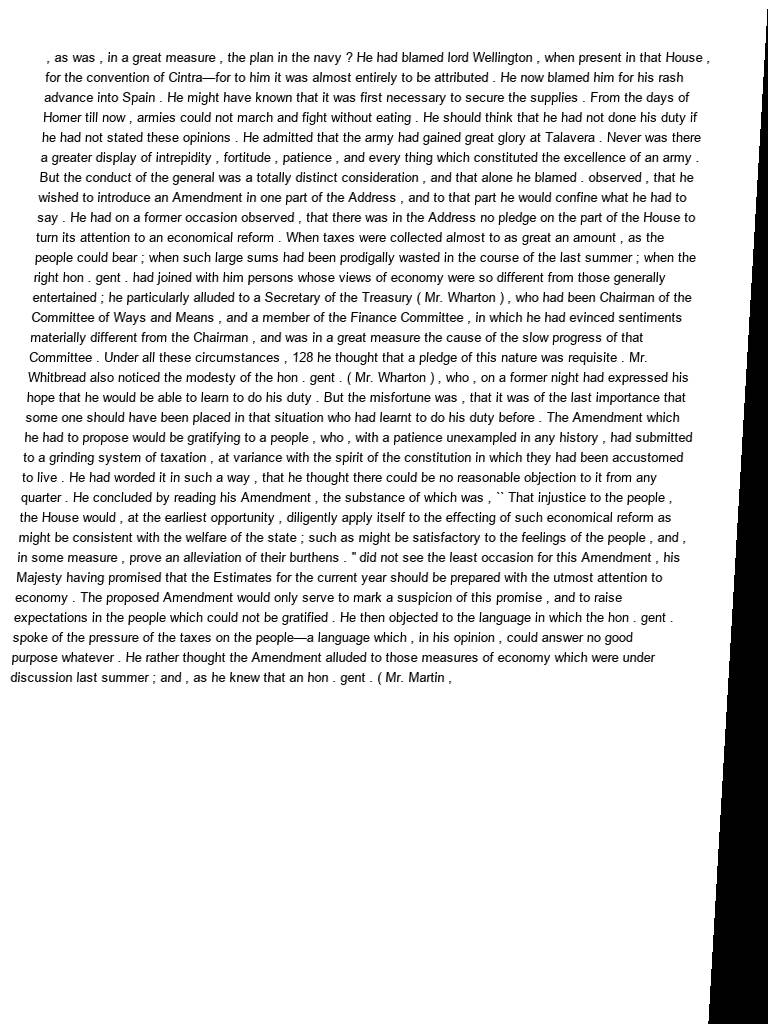 , as was , in a great measure , the plan in the navy ? He had blamed lord Wellington , when present in that House ,
for the convention of Cintra—for to him it was almost entirely to be attributed . He now blamed him for his rash
advance into Spain . He might have known that it was first necessary to secure the supplies . From the days of
Homer till now , armies could not march and fight without eating . He should think that he had not done his duty if
he had not stated these opinions . He admitted that the army had gained great glory at Talavera . Never was there
a greater display of intrepidity , fortitude , patience , and every thing which constituted the excellence of an army .
But the conduct of the general was a totally distinct consideration , and that alone he blamed . observed , that he
wished to introduce an Amendment in one part of the Address , and to that part he would confine what he had to
say . He had on a former occasion observed , that there was in the Address no pledge on the part of the House to
turn its attention to an economical reform . When taxes were collected almost to as great an amount , as the
people could bear ; when such large sums had been prodigally wasted in the course of the last summer ; when the
right hon . gent . had joined with him persons whose views of economy were so different from those generally
entertained ; he particularly alluded to a Secretary of the Treasury ( Mr. Wharton ) , who had been Chairman of the
Committee of Ways and Means , and a member of the Finance Committee , in which he had evinced sentiments
materially different from the Chairman , and was in a great measure the cause of the slow progress of that
Committee . Under all these circumstances , 128 he thought that a pledge of this nature was requisite . Mr.
Whitbread also noticed the modesty of the hon . gent . ( Mr. Wharton ) , who , on a former night had expressed his
hope that he would be able to learn to do his duty . But the misfortune was , that it was of the last importance that
some one should have been placed in that situation who had learnt to do his duty before . The Amendment which
he had to propose would be gratifying to a people , who , with a patience unexampled in any history , had submitted
to a grinding system of taxation , at variance with the spirit of the constitution in which they had been accustomed
to live . He had worded it in such a way , that he thought there could be no reasonable objection to it from any
quarter . He concluded by reading his Amendment , the substance of which was , `` That injustice to the people ,
the House would , at the earliest opportunity , diligently apply itself to the effecting of such economical reform as
might be consistent with the welfare of the state ; such as might be satisfactory to the feelings of the people , and ,
in some measure , prove an alleviation of their burthens . " did not see the least occasion for this Amendment , his
Majesty having promised that the Estimates for the current year should be prepared with the utmost attention to
economy . The proposed Amendment would only serve to mark a suspicion of this promise , and to raise
expectations in the people which could not be gratified . He then objected to the language in which the hon . gent .
spoke of the pressure of the taxes on the people—a language which , in his opinion , could answer no good
purpose whatever . He rather thought the Amendment alluded to those measures of economy which were under
discussion last summer ; and , as he knew that an hon . gent . ( Mr. Martin ,